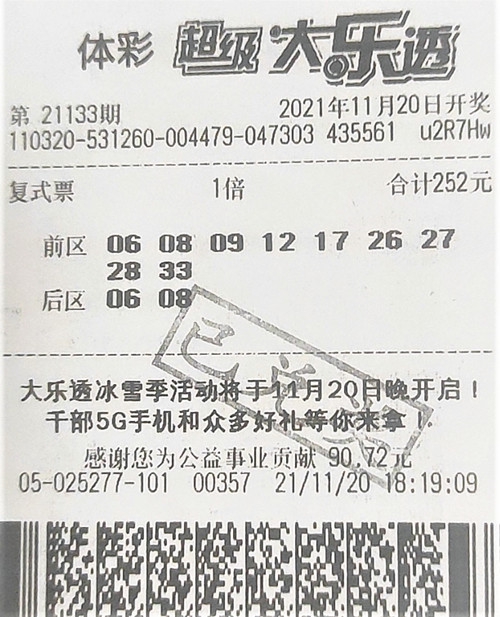 体彩 超级大乐透
第 21133期 2021年11月20日开奖
110320-531260-004479-047303 435561 u2R7Hw
复式票 1倍 合计252元
前区 06 08 09 12 17 26 27
28 33
后区 06 08
大乐透冰雪季活动将于11月20日晚开启！
千部5G手机和众多好礼等你来拿！
感谢您为公益事业贡献 90.72元
05-025277-101 00357 21/11/20 18:19:09
已兑奖